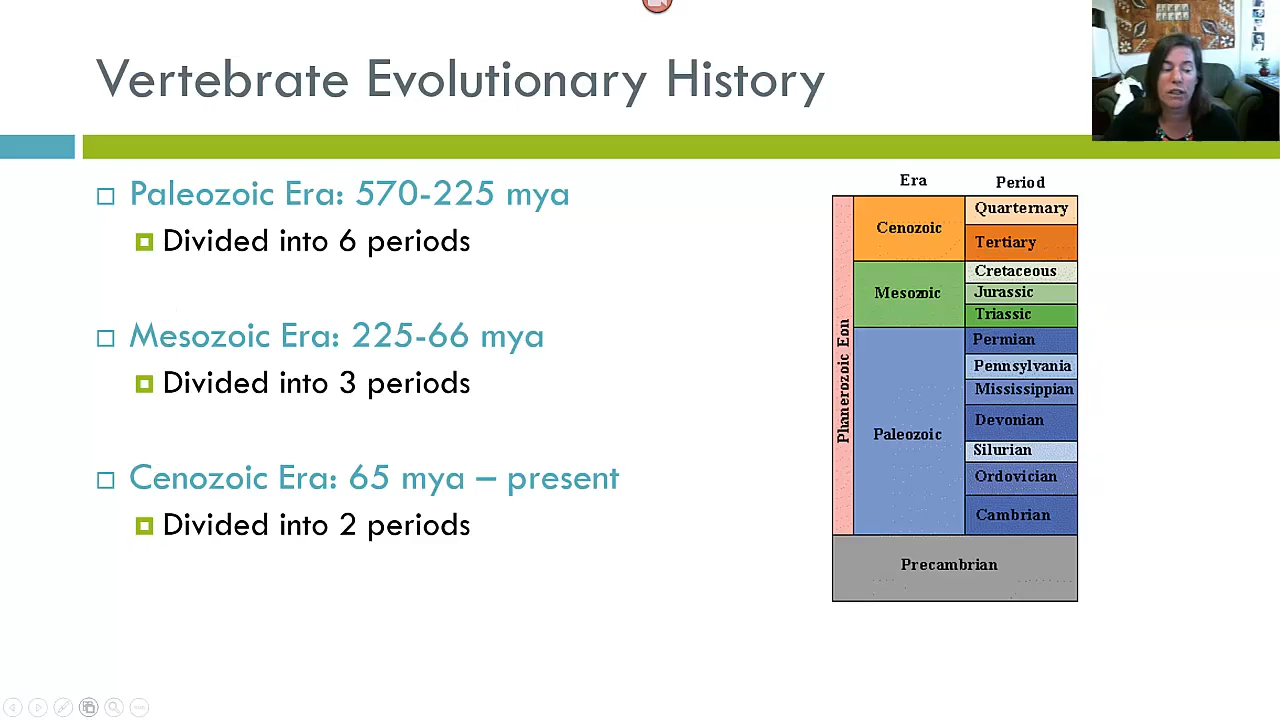 Vertebrate Evolutionary History
Paleozoic Era: 570-225 mya
Divided into 6 periods
Mesozoic Era: 225-66 mya
Divided into 3 periods
Cenozoic Era: 65 mya – present
Divided into 2 periods
Era Period
Phanerozoic Eon
Cenozoic
Quarternary
Tertiary
Mesozoic
Cretaceous
Jurassic
Triassic
Paleozoic
Permian
Pennsylvania
Mississippian
Devonian
Silurian
Ordovician
Cambrian
Precambrian